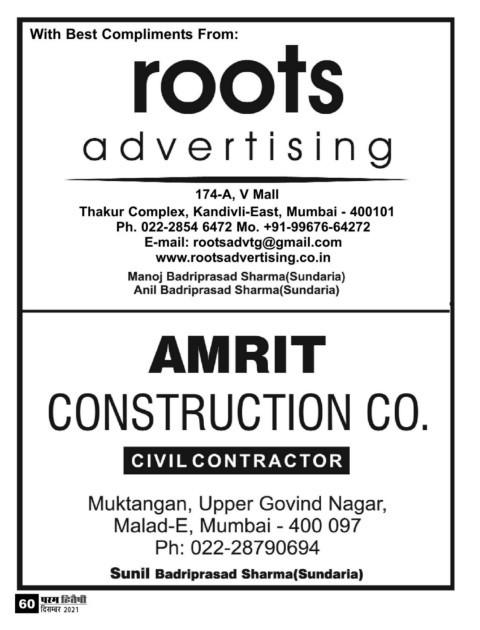 With Best Compliments From:
roots
advertising
174-A, V Mall
Thakur Complex, Kandivli-East, Mumbai - 400101
Ph. 022-2854 6472 Mo. +91-99676-64272
E-mail: rootsadvtg@gmail.com
www.rootsadvertising.co.in
Manoj Badriprasad Sharma(Sundaria)
Anil Badriprasad Sharma(Sundaria)
AMRIT
CONSTRUCTION CO.
CIVIL CONTRACTOR
Muktangan, Upper Govind Nagar,
Malad-E, Mumbai - 400 097
Ph: 022-28790694
Sunil Badriprasad Sharma(Sundaria)
60 परम हितैषी
दिसम्बर 2021